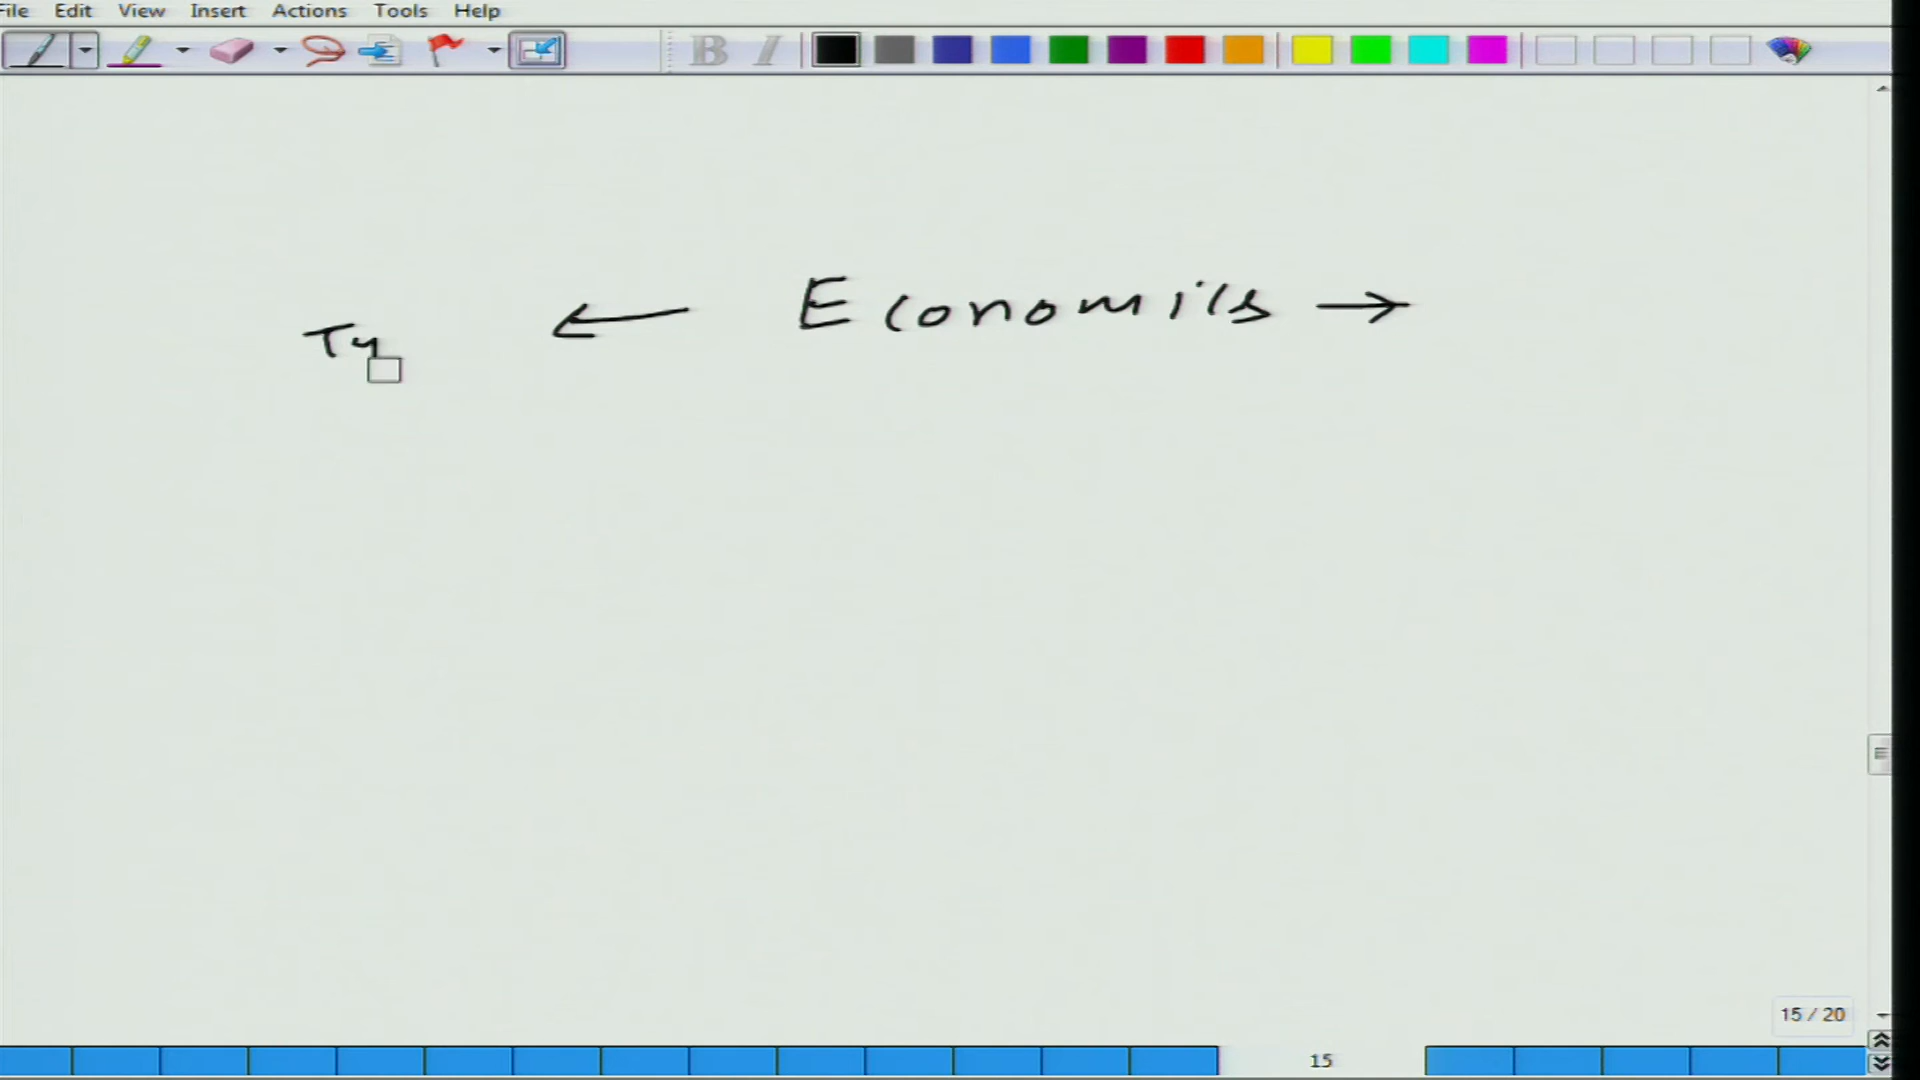 File Edit View Insert Actions Tools Help
B I
Ty ← Economics →
15 / 20
15